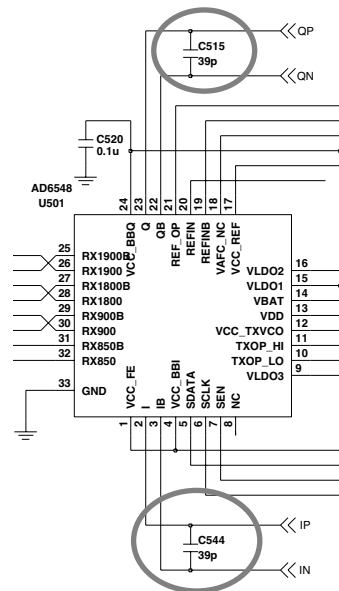 QP
C515
39p
QN
C520
0.1u
AD6548
U501
24 23 22 21 20 19 18 17
VCC_BBQ Q QB REF_OP REFIN REFINB VAFC_NC VCC_REF
25 RX1900B
26 RX1900
27 RX1800B
28 RX1800
29 RX900B
30 RX900
31 RX850B
32 RX850
33 GND
VLDO2 16
VLDO1 15
VBAT 14
VDD 13
VCC_TXVCO 12
TXOP_HI 11
TXOP_LO 10
VLDO3 9
VCC_FE I IB VCC_BBI SDATA SCLK SEN NC
1 2 3 4 5 6 7 8
IP
C544
39p
IN